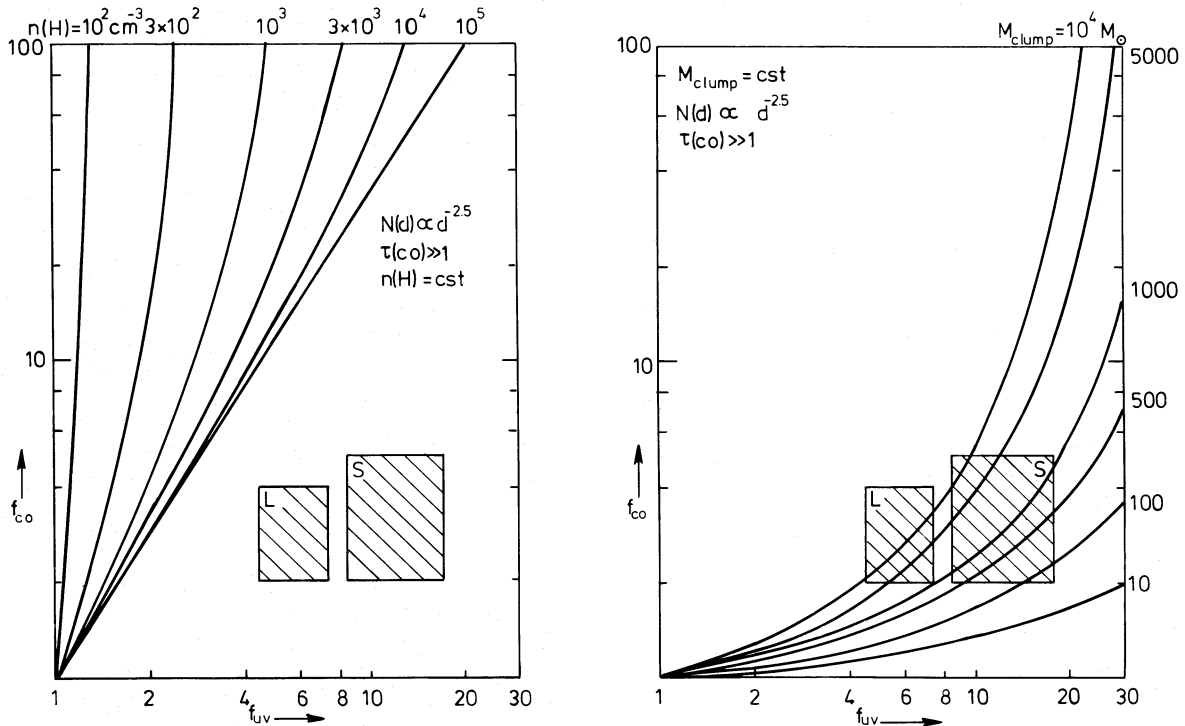 n(H)=10²cm⁻³ 3×10² 10³ 3×10³ 10⁴ 10⁵
100
10
f_co
N(d)∝d⁻²·⁵
τ(co)≫1
n(H)=cst
L
S
1 2 4 6 8 10 20 30
f_uv
M_clump=10⁴ M⊙
100
10
f_co
M_clump=cst
N(d)∝ d⁻²·⁵
τ(co)≫1
L
S
5000
1000
500
100
10
1 2 4 6 8 10 20 30
f_uv